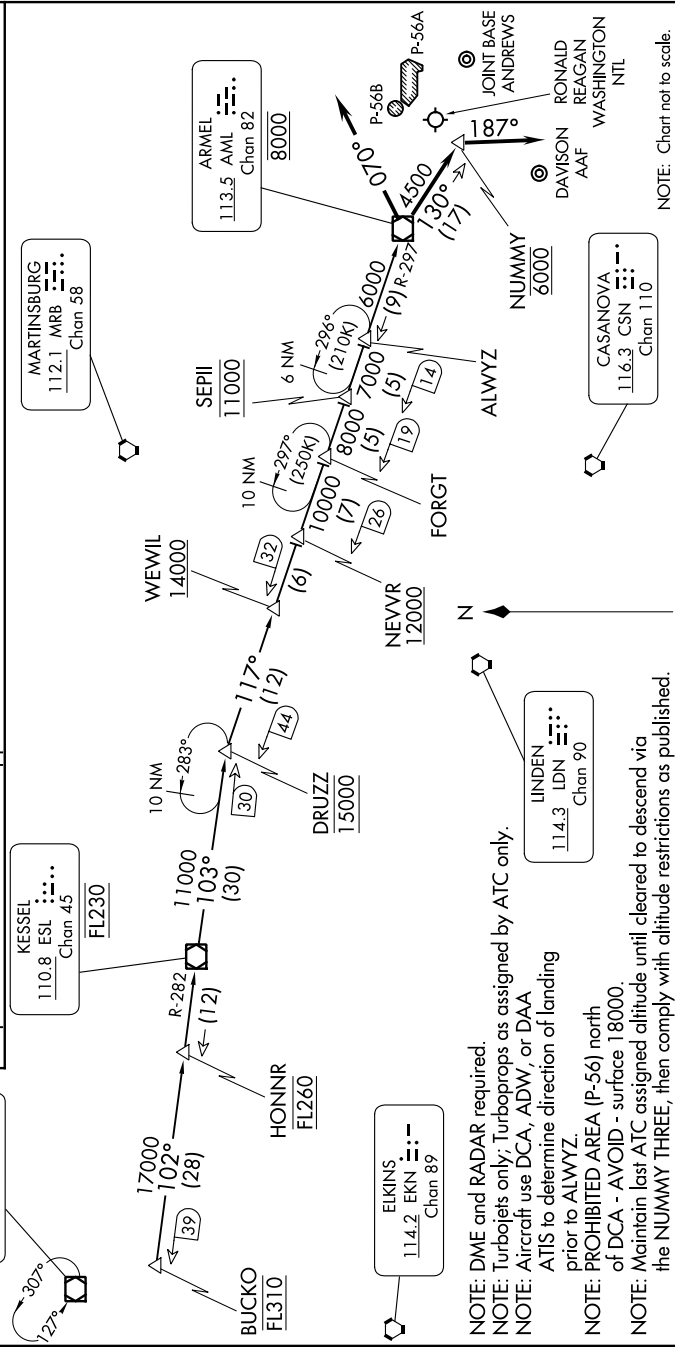 127°
307°
BUCKO
FL310
39
17000
102°
(28)
HONNR
FL260
(12)
R-282
KESSEL
110.8 ESL
Chan 45
FL230
11000
103°
(30)
10 NM
283°
30
DRUZZ
15000
44
117°
(12)
WEWIL
14000
32
(6)
NEVVR
12000
26
10000
(7)
10 NM
297°
(250K)
FORGT
19
8000
(5)
SEPII
11000
6 NM
296°
(210K)
7000
(5)
14
ALWYZ
6000
(9)
R-297
MARTINSBURG
112.1 MRB
Chan 58
ARMEL
113.5 AML
Chan 82
8000
070°
4500
130°
(17)
NUMMY
6000
187°
P-56B
P-56A
JOINT BASE
ANDREWS
RONALD
REAGAN
WASHINGTON
NTL
DAVISON
AAF
CASANOVA
116.3 CSN
Chan 110
LINDEN
114.3 LDN
Chan 90
ELKINS
114.2 EKN
Chan 89
N
NOTE: DME and RADAR required.
NOTE: Turbojets only; Turboprops as assigned by ATC only.
NOTE: Aircraft use DCA, ADW, or DAA
ATIS to determine direction of landing
prior to ALWYZ.
NOTE: PROHIBITED AREA (P-56) north
of DCA - AVOID - surface 18000.
NOTE: Maintain last ATC assigned altitude until cleared to descend via
the NUMMY THREE, then comply with altitude restrictions as published.
NOTE: Chart not to scale.